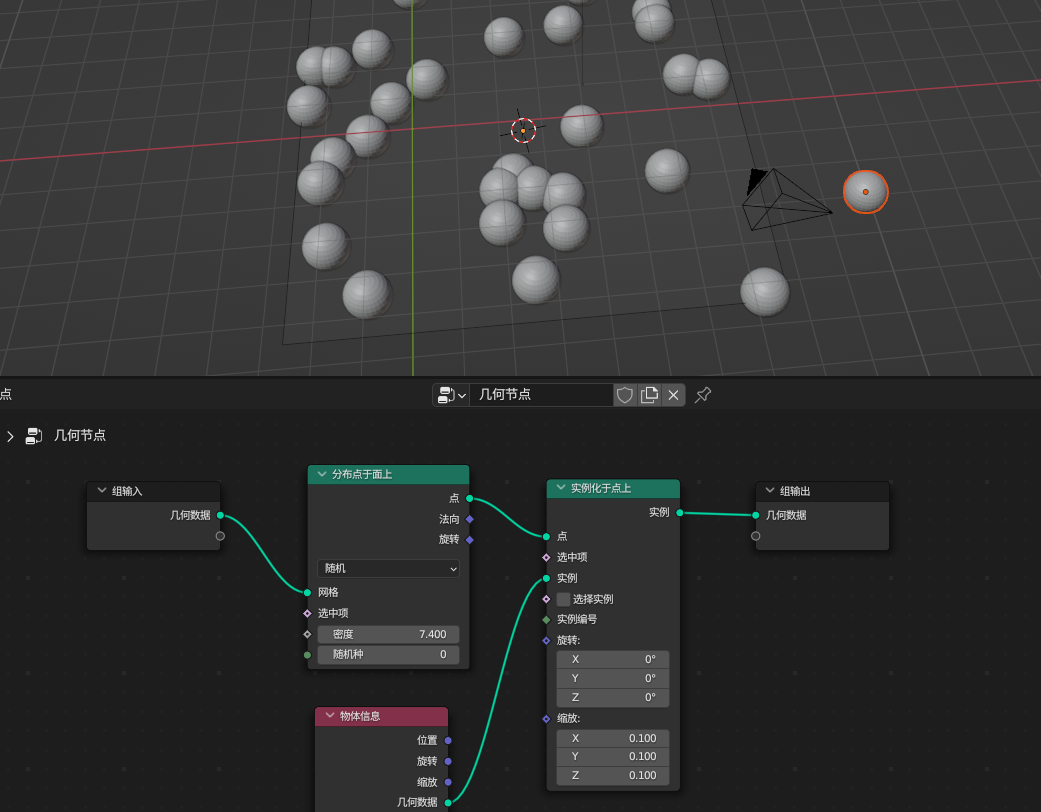 点
几何节点
几何节点
组输入
几何数据
分布点于面上
点
法向
旋转
随机
网格
选中项
密度 7.400
随机种 0
物体信息
位置
旋转
缩放
几何数据
实例化于点上
实例
点
选中项
实例
选择实例
实例编号
旋转:
X 0°
Y 0°
Z 0°
缩放:
X 0.100
Y 0.100
Z 0.100
组输出
几何数据